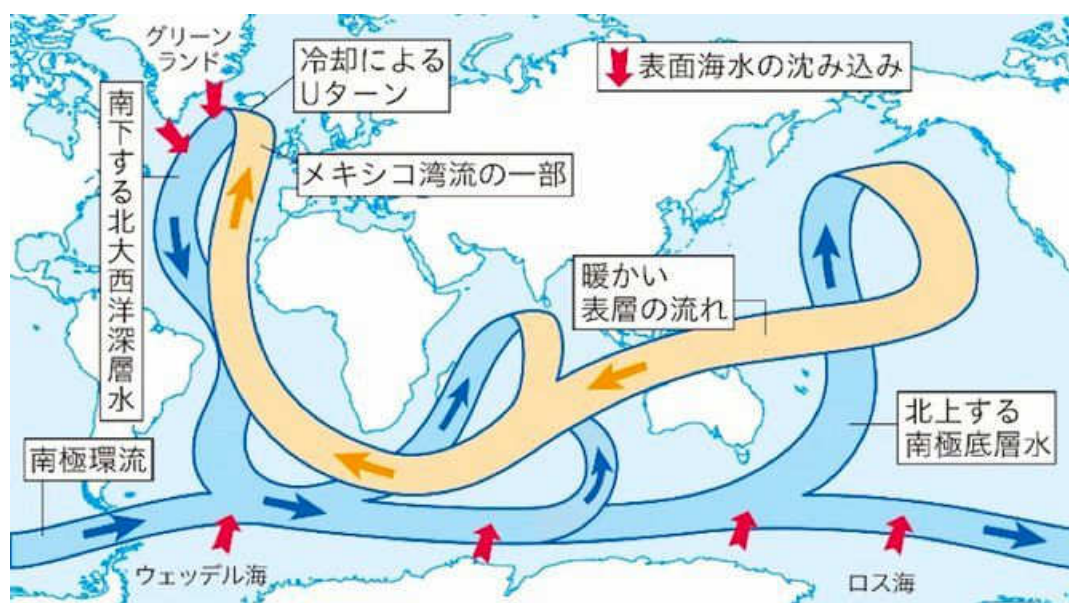 グリーン
ランド
冷却による
Uターン
表面海水の沈み込み
南下する北大西洋深層水
メキシコ湾流の一部
暖かい
表層の流れ
北上する
南極底層水
南極環流
ウェッデル海
ロス海